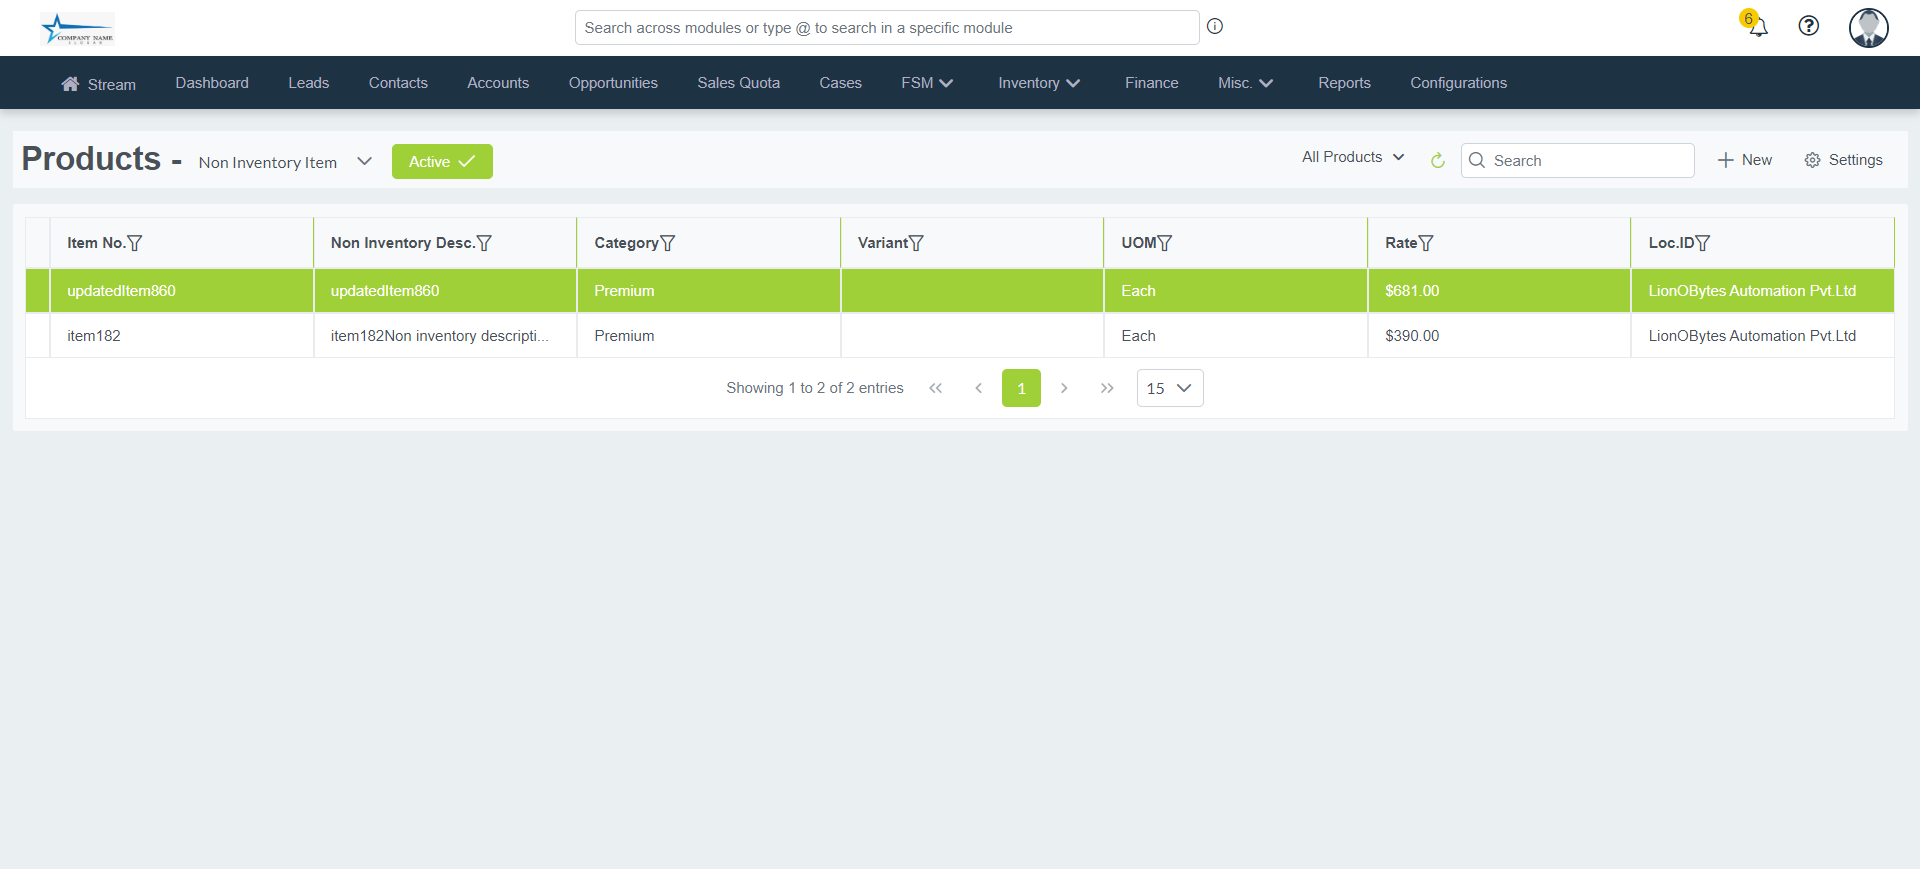 COMPANY NAME
Search across modules or type @ to search in a specific module
6
Stream Dashboard Leads Contacts Accounts Opportunities Sales Quota Cases FSM Inventory Finance Misc. Reports Configurations
Products - Non Inventory Item Active All Products Search New Settings
Item No. Non Inventory Desc. Category Variant UOM Rate Loc.ID
updatedItem860 updatedItem860 Premium Each $681.00 LionOBytes Automation Pvt.Ltd
item182 item182Non inventory descripti... Premium Each $390.00 LionOBytes Automation Pvt.Ltd
Showing 1 to 2 of 2 entries 1 15